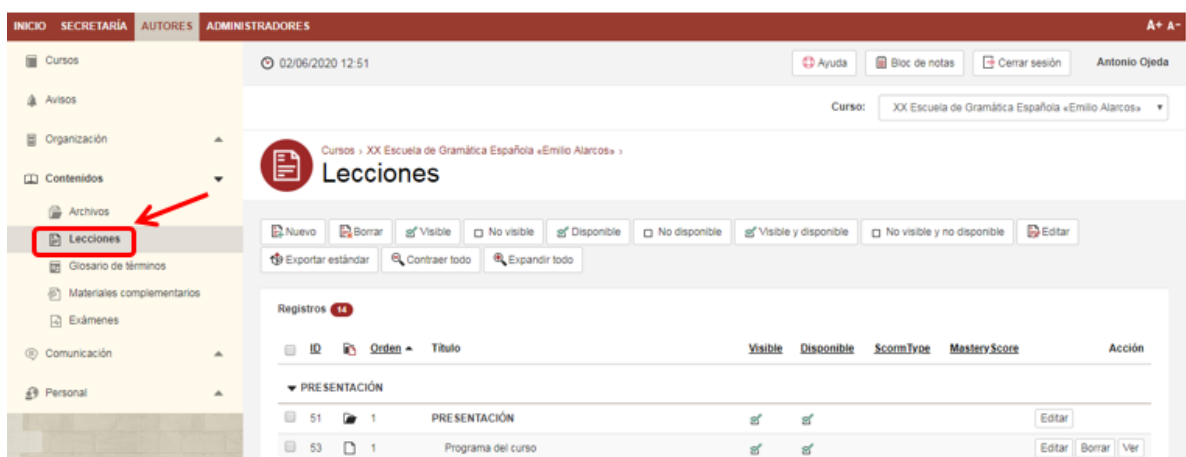 INICIO SECRETARÍA AUTORES ADMINISTRADORES A+ A-
Cursos
Avisos
Organización
Contenidos
Archivos
Lecciones
Glosario de términos
Materiales complementarios
Exámenes
Comunicación
Personal
02/06/2020 12:51 Ayuda Bloc de notas Cerrar sesión Antonio Ojeda
Curso: XX Escuela de Gramática Española «Emilio Alarcos»
Cursos › XX Escuela de Gramática Española «Emilio Alarcos» ›
Lecciones
Nuevo Borrar Visible No visible Disponible No disponible Visible y disponible No visible y no disponible Editar
Exportar estándar Contraer todo Expandir todo
Registros 14
ID Orden Título Visible Disponible ScormType MasteryScore Acción
PRESENTACIÓN
51 1 PRESENTACIÓN Editar
53 1 Programa del curso Editar Borrar Ver